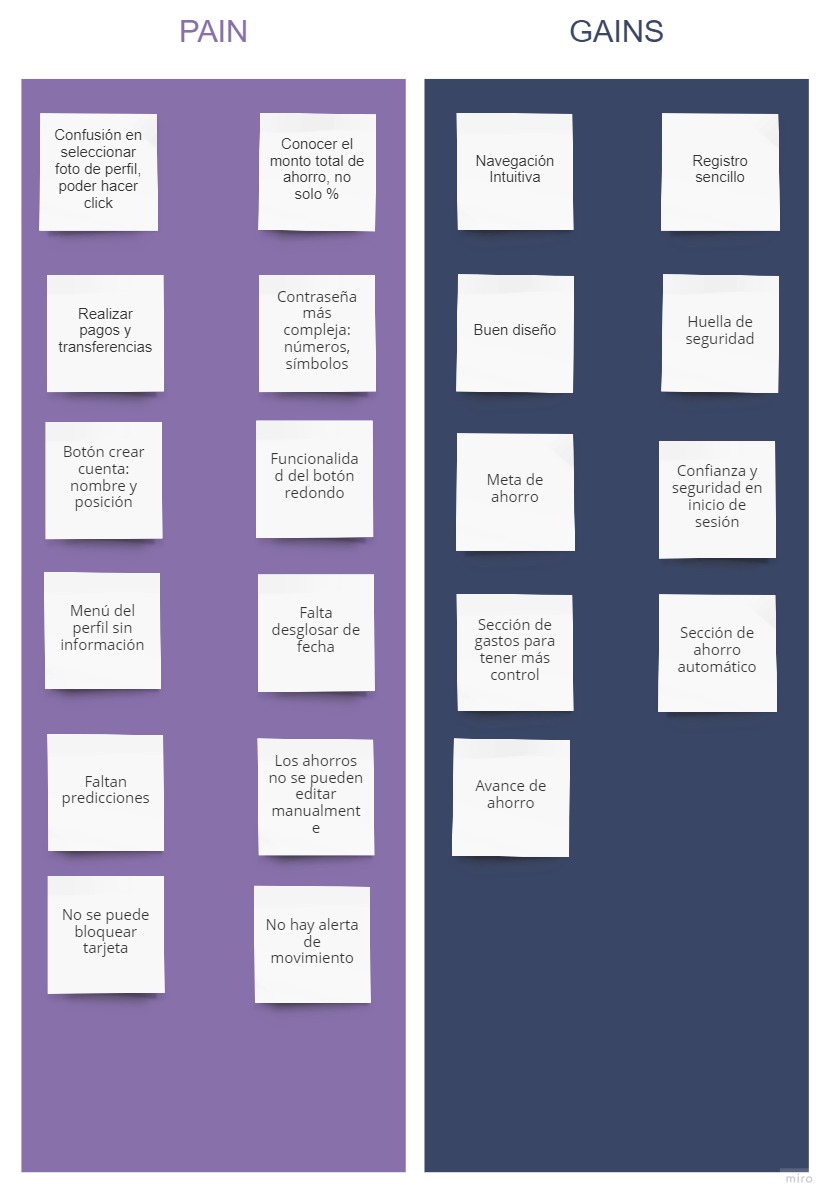 PAIN
GAINS
Confusión en
seleccionar
foto de perfil,
poder hacer
click
Conocer el
monto total de
ahorro, no
solo %
Realizar
pagos y
transferencias
Contraseña
más
compleja:
números,
símbolos
Botón crear
cuenta:
nombre y
posición
Funcionalida
d del botón
redondo
Menú del
perfil sin
información
Falta
desglosar de
fecha
Faltan
predicciones
Los ahorros
no se pueden
editar
manualment
e
No se puede
bloquear
tarjeta
No hay alerta
de
movimiento
Navegación
Intuitiva
Registro
sencillo
Buen diseño
Huella de
seguridad
Meta de
ahorro
Confianza y
seguridad en
inicio de
sesión
Sección de
gastos para
tener más
control
Sección de
ahorro
automático
Avance de
ahorro
miro